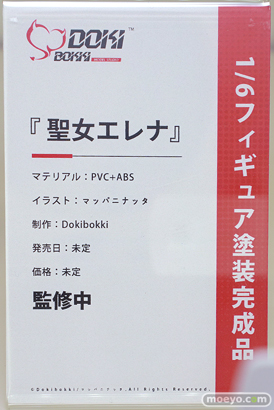 DOKI™
BOKKI
『聖女エレナ』
マテリアル：PVC+ABS
イラスト：マッパニナッタ
制作：Dokibokki
発売日：未定
価格：未定
監修中
1/6フィギュア塗装完成品
©Dokibokki/マッパニナッタ All Rights Reserved.
moeyo.com